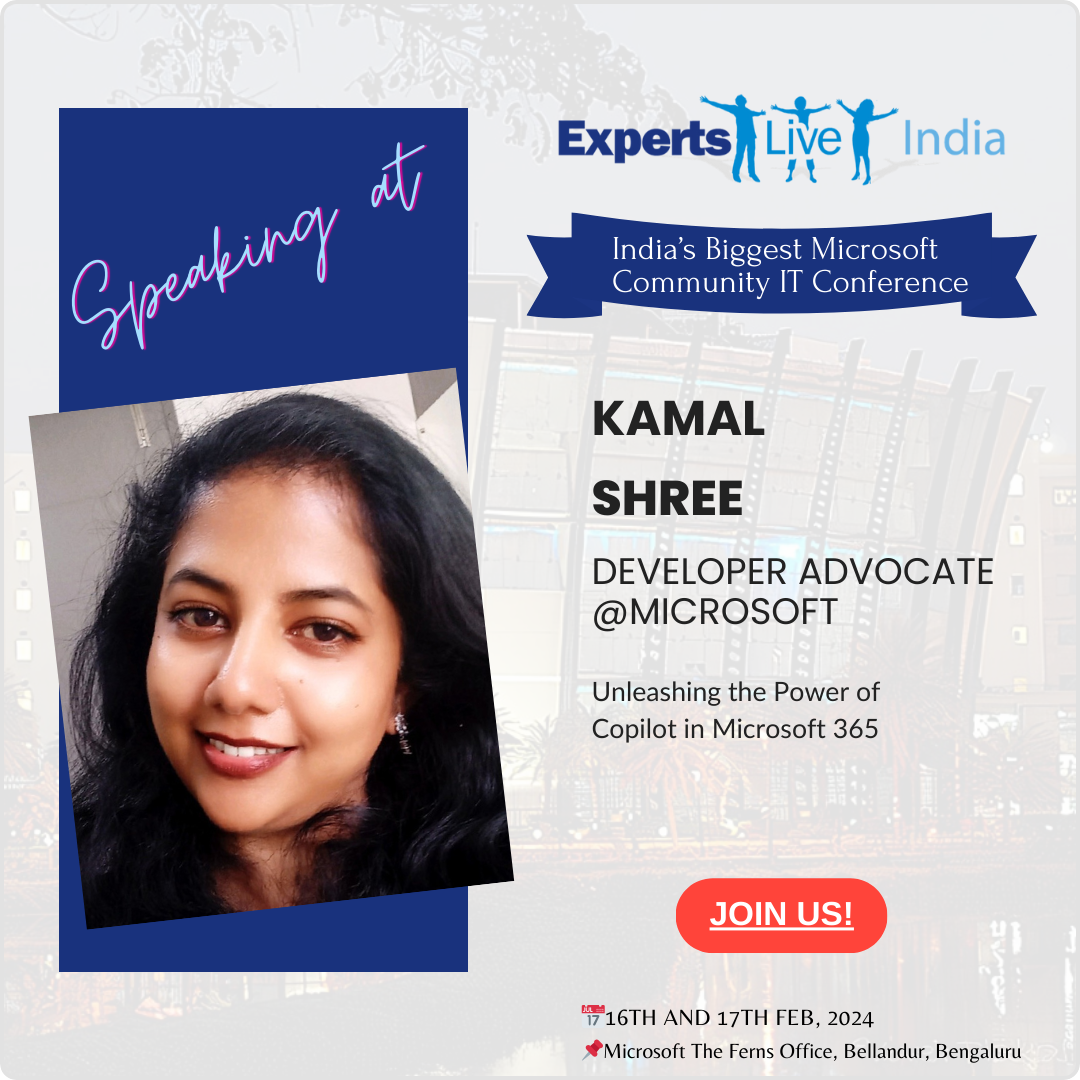 Speaking at
Experts Live India
India’s Biggest Microsoft
Community IT Conference
KAMAL
SHREE
DEVELOPER ADVOCATE
@MICROSOFT
Unleashing the Power of
Copilot in Microsoft 365
JOIN US!
📅16TH AND 17TH FEB, 2024
📌Microsoft The Ferns Office, Bellandur, Bengaluru